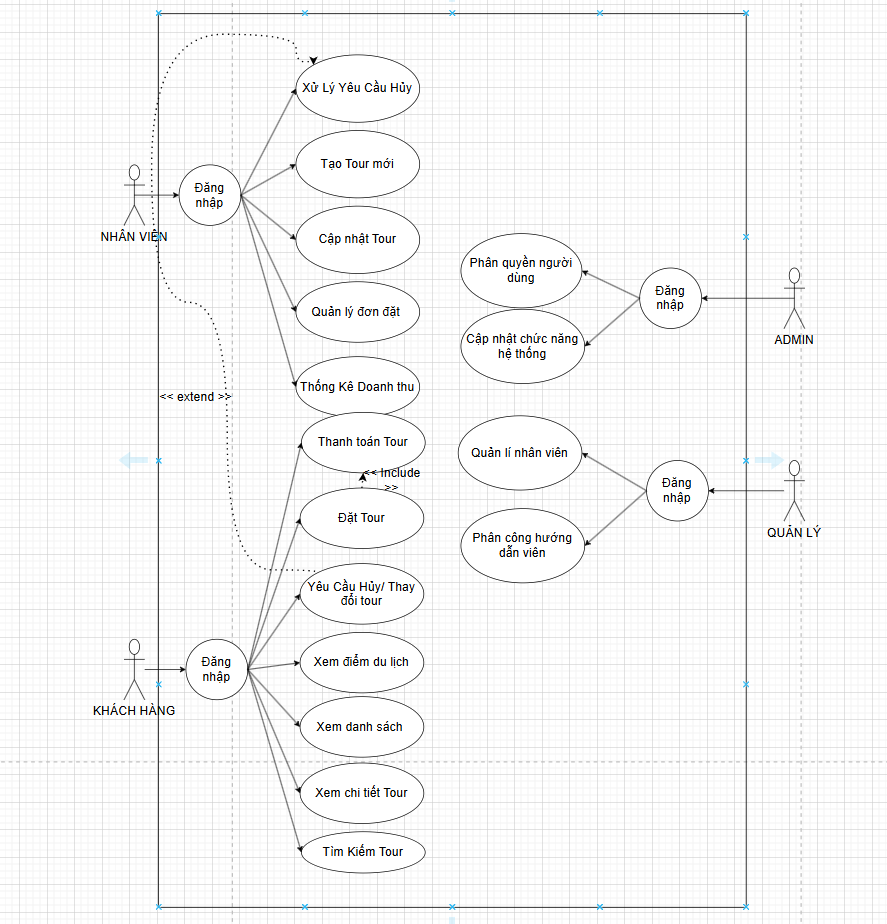 Xử Lý Yêu Cầu Hủy
Tạo Tour mới
Đăng
nhập
NHÂN VIÊN
Cập nhật Tour
Quản lý đơn đặt
Thống Kê Doanh thu
<< extend >>
Thanh toán Tour
<< Include
>>
Đặt Tour
Yêu Cầu Hủy/ Thay
đổi tour
Đăng
nhập
KHÁCH HÀNG
Xem điểm du lịch
Xem danh sách
Xem chi tiết Tour
Tìm Kiếm Tour
Phân quyền người
dùng
Đăng
nhập
ADMIN
Cập nhật chức năng
hệ thống
Quản lí nhân viên
Đăng
nhập
QUẢN LÝ
Phân công hướng
dẫn viên